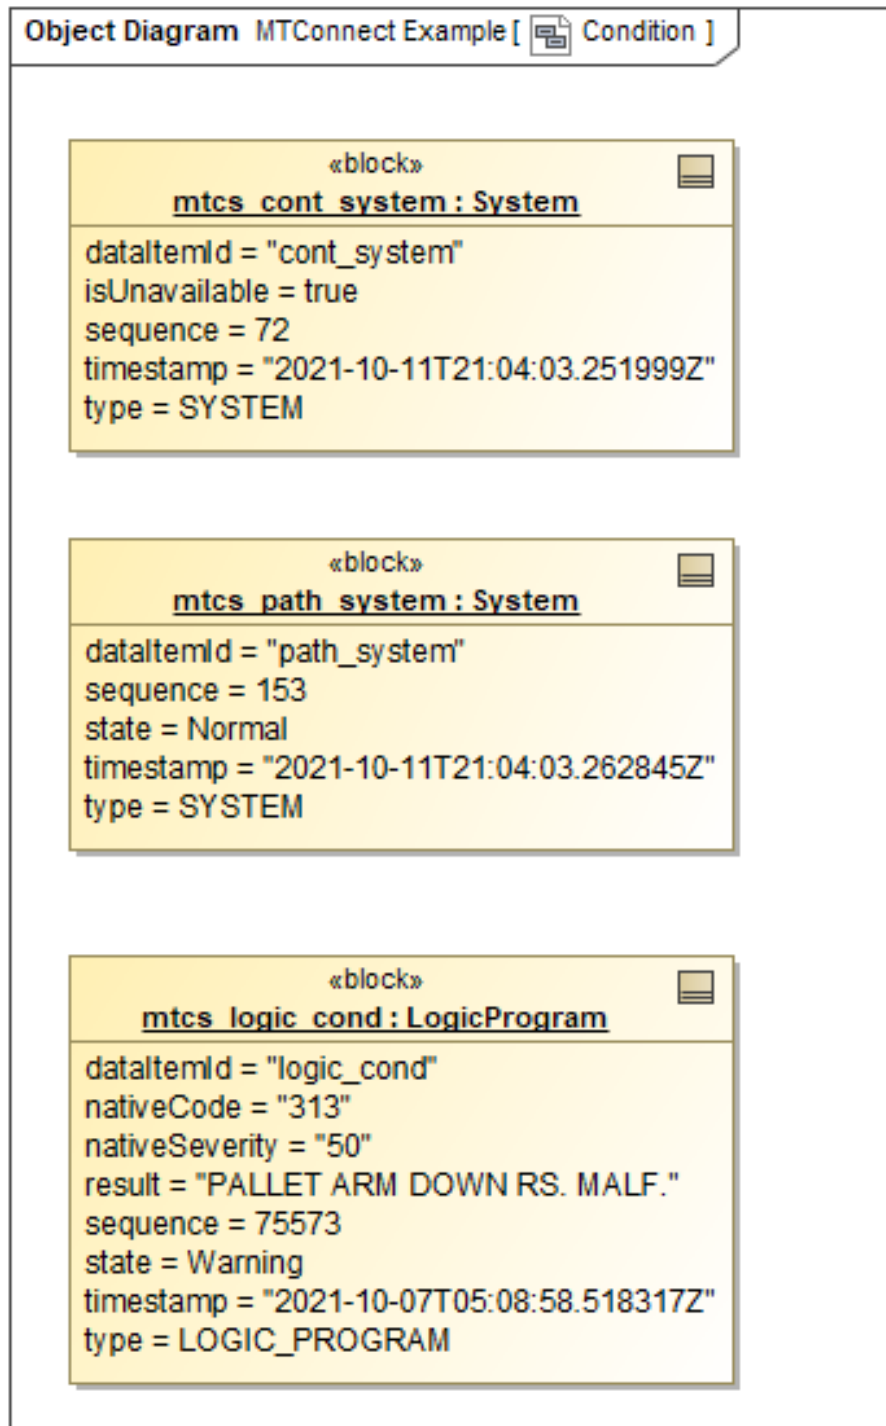 Object Diagram MTConnect Example [ Condition ]
«block»
mtcs_cont_system : System
dataItemId = "cont_system"
isUnavailable = true
sequence = 72
timestamp = "2021-10-11T21:04:03.251999Z"
type = SYSTEM
«block»
mtcs_path_system : System
dataItemId = "path_system"
sequence = 153
state = Normal
timestamp = "2021-10-11T21:04:03.262845Z"
type = SYSTEM
«block»
mtcs_logic_cond : LogicProgram
dataItemId = "logic_cond"
nativeCode = "313"
nativeSeverity = "50"
result = "PALLET ARM DOWN RS. MALF."
sequence = 75573
state = Warning
timestamp = "2021-10-07T05:08:58.518317Z"
type = LOGIC_PROGRAM